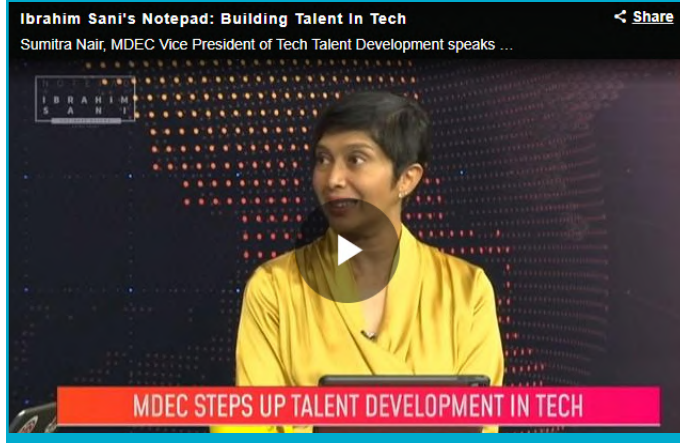 Ibrahim Sani's Notepad: Building Talent In Tech
Share
Sumitra Nair, MDEC Vice President of Tech Talent Development speaks ...
NOTEPAD
IBRAHIM
SANI
MDEC STEPS UP TALENT DEVELOPMENT IN TECH